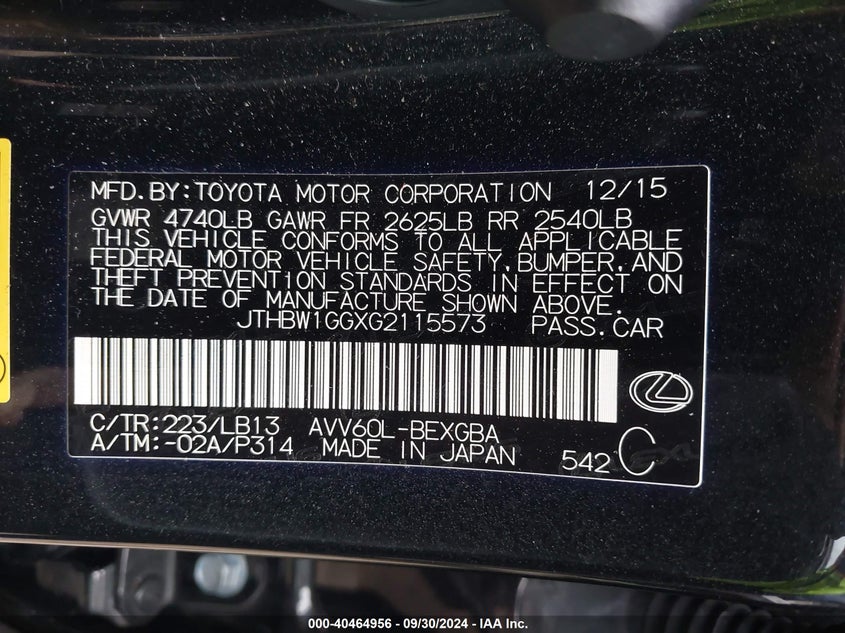 MFD.BY:TOYOTA MOTOR CORPORATION 12/15
GVWR 4740LB GAWR FR 2625LB RR 2540LB
THIS VEHICLE CONFORMS TO ALL APPLICABLE
FEDERAL MOTOR VEHICLE SAFETY,BUMPER,AND
THEFT PREVENTION STANDARDS IN EFFECT ON
THE DATE OF MANUFACTURE SHOWN ABOVE.
JTHBW1GGXG2115573 PASS.CAR
C/TR:223/LB13 AVV60L-BEXGBA
A/TM:-02A/P314 MADE IN JAPAN 542 C
000-40464956 - 09/30/2024 - IAA Inc.